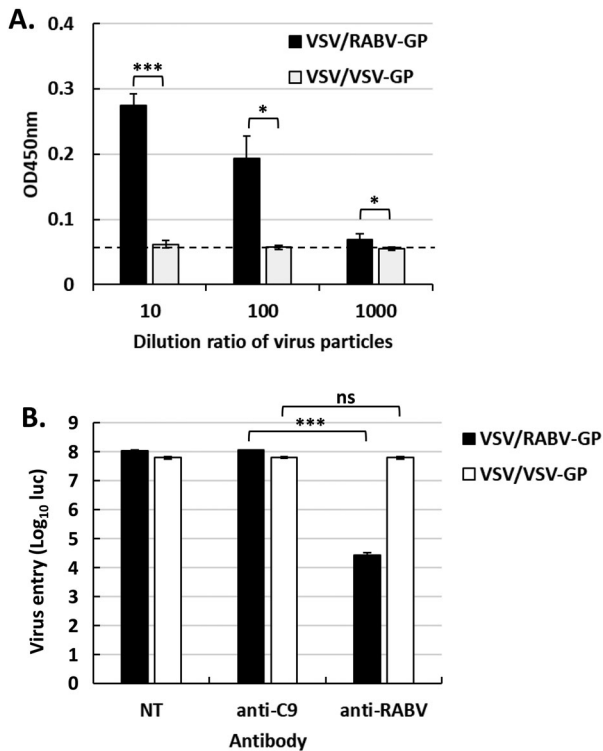 A.
VSV/RABV-GP
VSV/VSV-GP
0.4
0.3
0.2
0.1
0
OD450nm
***
*
*
10 100 1000
Dilution ratio of virus particles
B.
ns
***
VSV/RABV-GP
VSV/VSV-GP
9
8
7
6
5
4
3
2
1
0
Virus entry (Log10 luc)
NT anti-C9 anti-RABV
Antibody